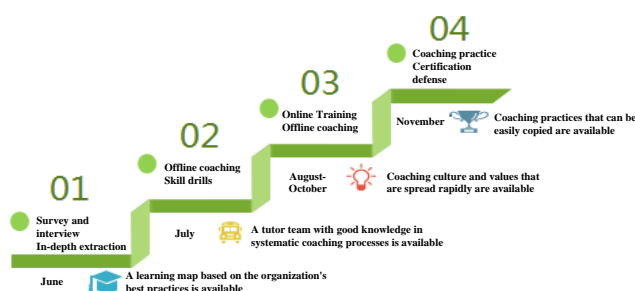 01
Survey and
interview
In-depth extraction
June
A learning map based on the organization's
best practices is available
02
Offline coaching
Skill drills
July
A tutor team with good knowledge in
systematic coaching processes is available
03
Online Training
Offline coaching
August-
October
Coaching culture and values that
are spread rapidly are available
04
Coaching practice
Certification
defense
November
Coaching practices that can be
easily copied are available